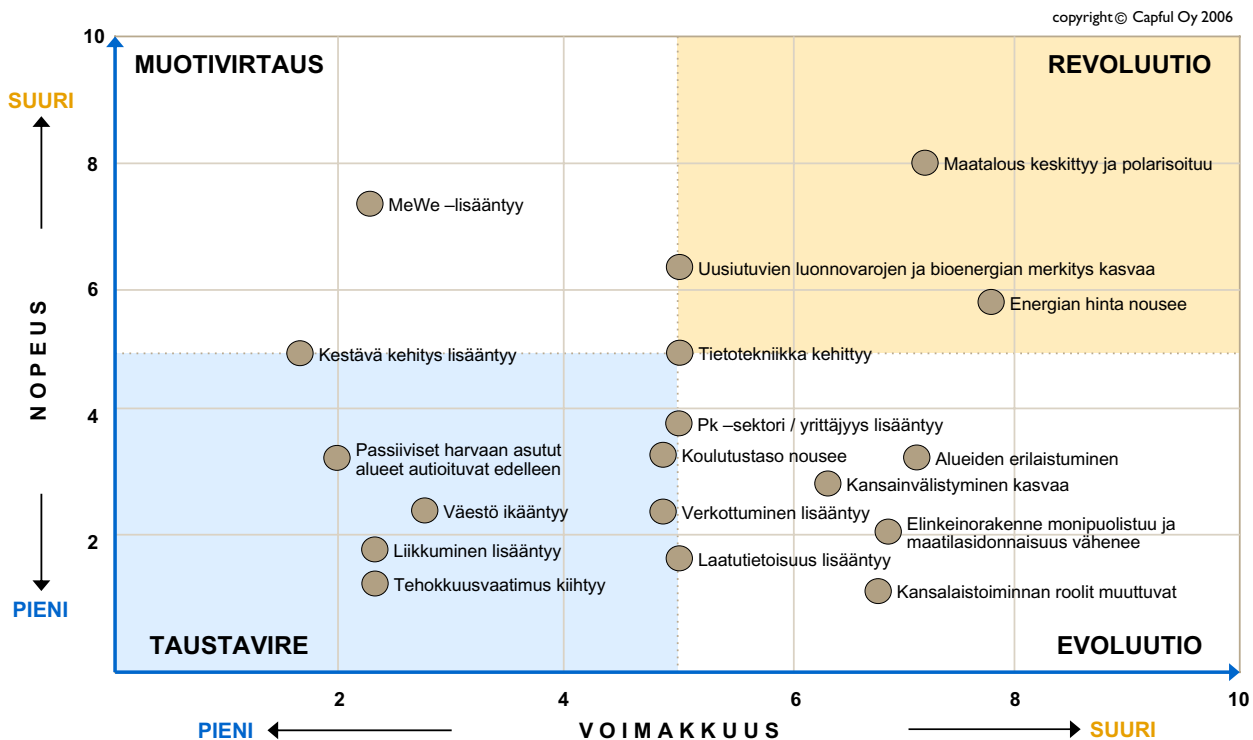 copyright© Capful Oy 2006
10
MUOTIVIRTAUS
REVOLUUTIO
SUURI
8
Maatalous keskittyy ja polarisoituu
MeWe –lisääntyy
Uusiutuvien luonnovarojen ja bioenergian merkitys kasvaa
6
Energian hinta nousee
NOPEUS
Kestävä kehitys lisääntyy
Tietotekniikka kehittyy
4
Pk –sektori / yrittäjyys lisääntyy
Passiiviset harvaan asutut
alueet autioituvat edelleen
Koulutustaso nousee
Alueiden erilaistuminen
Kansainvälistyminen kasvaa
Väestö ikääntyy
Verkottuminen lisääntyy
Elinkeinorakenne monipuolistuu ja
maatilasidonnaisuus vähenee
2
Liikkuminen lisääntyy
Laatutietoisuus lisääntyy
Tehokkuusvaatimus kiihtyy
Kansalaistoiminnan roolit muuttuvat
PIENI
TAUSTAVIRE
EVOLUUTIO
2
4
6
8
10
PIENI
VOIMAKKUUS
SUURI